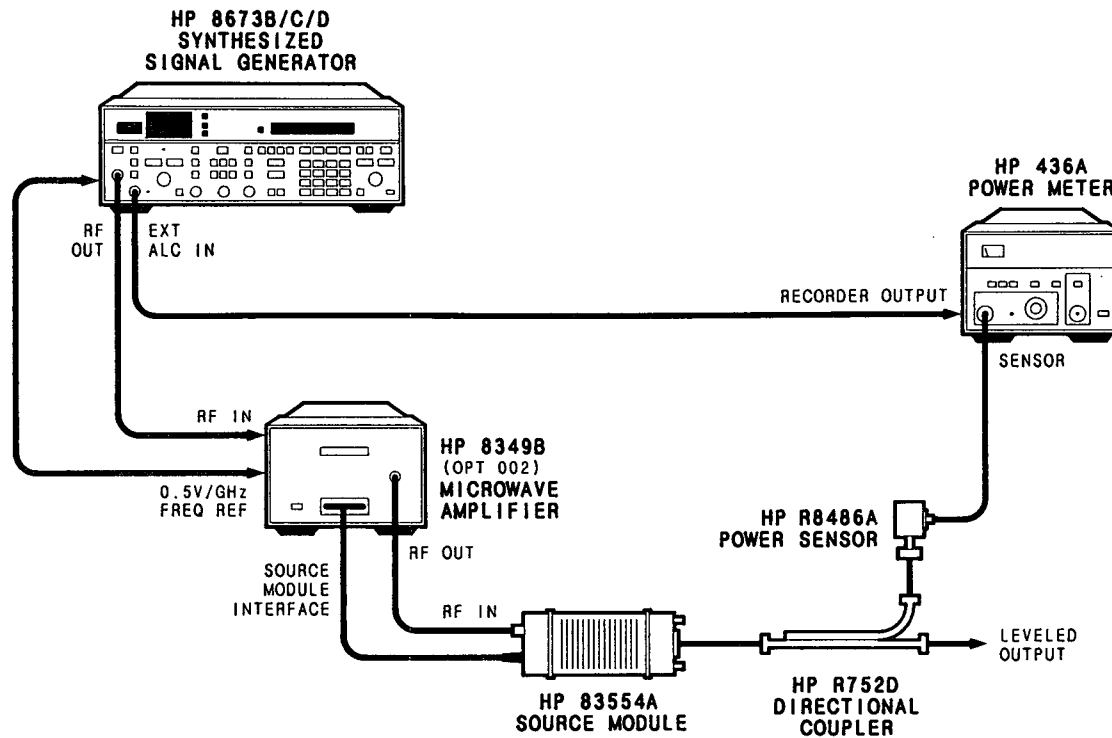 HP 8673B/C/D
SYNTHESIZED
SIGNAL GENERATOR
HP 436A
POWER METER
RF
OUT
EXT
ALC IN
RECORDER OUTPUT
SENSOR
RF IN
HP 8349B
(OPT 002)
MICROWAVE
AMPLIFIER
0.5V/GHz
FREQ REF
HP R8486A
POWER SENSOR
RF OUT
SOURCE
MODULE
INTERFACE
RF IN
LEVELED
OUTPUT
HP 83554A
SOURCE MODULE
HP R752D
DIRECTIONAL
COUPLER